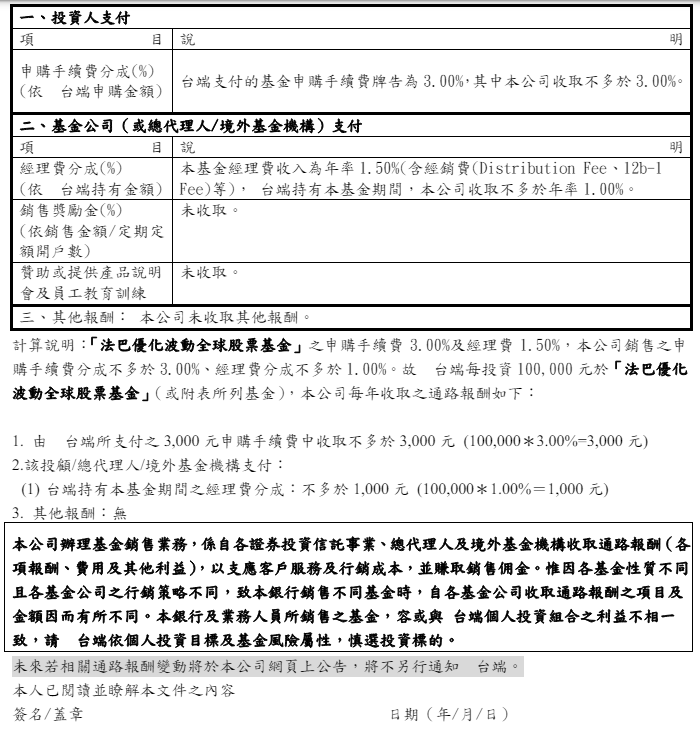 一、投資人支付
項 目 說 明
申購手續費分成(%)
(依 台端申購金額) 台端支付的基金申購手續費牌告為 3.00%,其中本公司收取不多於 3.00%。
二、基金公司（或總代理人/境外基金機構）支付
項 目 說 明
經理費分成(%) 本基金經理費收入為年率 1.50%(含經銷費(Distribution Fee、12b-1
(依 台端持有金額) Fee)等)， 台端持有本基金期間，本公司收取不多於年率 1.00%。
銷售獎勵金(%) 未收取。
(依銷售金額/定期定
額開戶數)
贊助或提供產品說明 未收取。
會及員工教育訓練
三、其他報酬： 本公司未收取其他報酬。
計算說明：「法巴優化波動全球股票基金」之申購手續費 3.00%及經理費 1.50%，本公司銷售之申
購手續費分成不多於 3.00%、經理費分成不多於 1.00%。故 台端每投資 100,000 元於「法巴優化
波動全球股票基金」(或附表所列基金)，本公司每年收取之通路報酬如下：
1. 由 台端所支付之 3,000 元申購手續費中收取不多於 3,000 元 (100,000＊3.00%=3,000 元)
2.該投顧/總代理人/境外基金機構支付：
(1) 台端持有本基金期間之經理費分成：不多於 1,000 元 (100,000＊1.00%＝1,000 元)
3. 其他報酬：無
本公司辦理基金銷售業務，係自各證券投資信託事業、總代理人及境外基金機構收取通路報酬（各
項報酬、費用及其他利益），以支應客戶服務及行銷成本，並賺取銷售佣金。惟因各基金性質不同
且各基金公司之行銷策略不同，致本銀行銷售不同基金時，自各基金公司收取通路報酬之項目及
金額因而有所不同。本銀行及業務人員所銷售之基金，容或與 台端個人投資組合之利益不相一
致，請 台端依個人投資目標及基金風險屬性，慎選投資標的。
未來若相關通路報酬變動將於本公司網頁上公告，將不另行通知 台端。
本人已閱讀並瞭解本文件之內容
簽名/蓋章 日期（年/月/日）